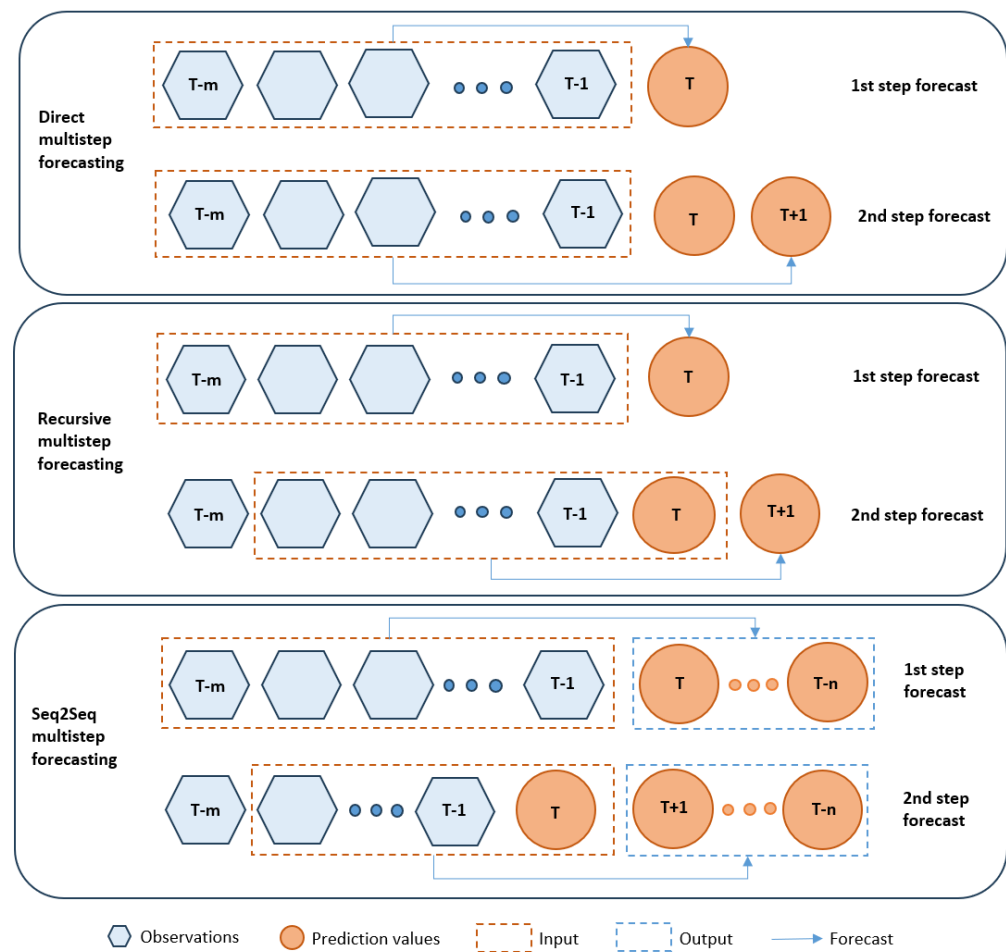 T-m
T-1
T
1st step forecast
Direct
multistep
forecasting
T-m
T-1
T
T+1
2nd step forecast
T-m
T-1
T
1st step forecast
Recursive
multistep
forecasting
T-m
T-1
T
T+1
2nd step forecast
T-m
T-1
T
T-n
1st step
forecast
Seq2Seq
multistep
forecasting
T-m
T-1
T
T+1
T-n
2nd step
forecast
Observations
Prediction values
Input
Output
Forecast